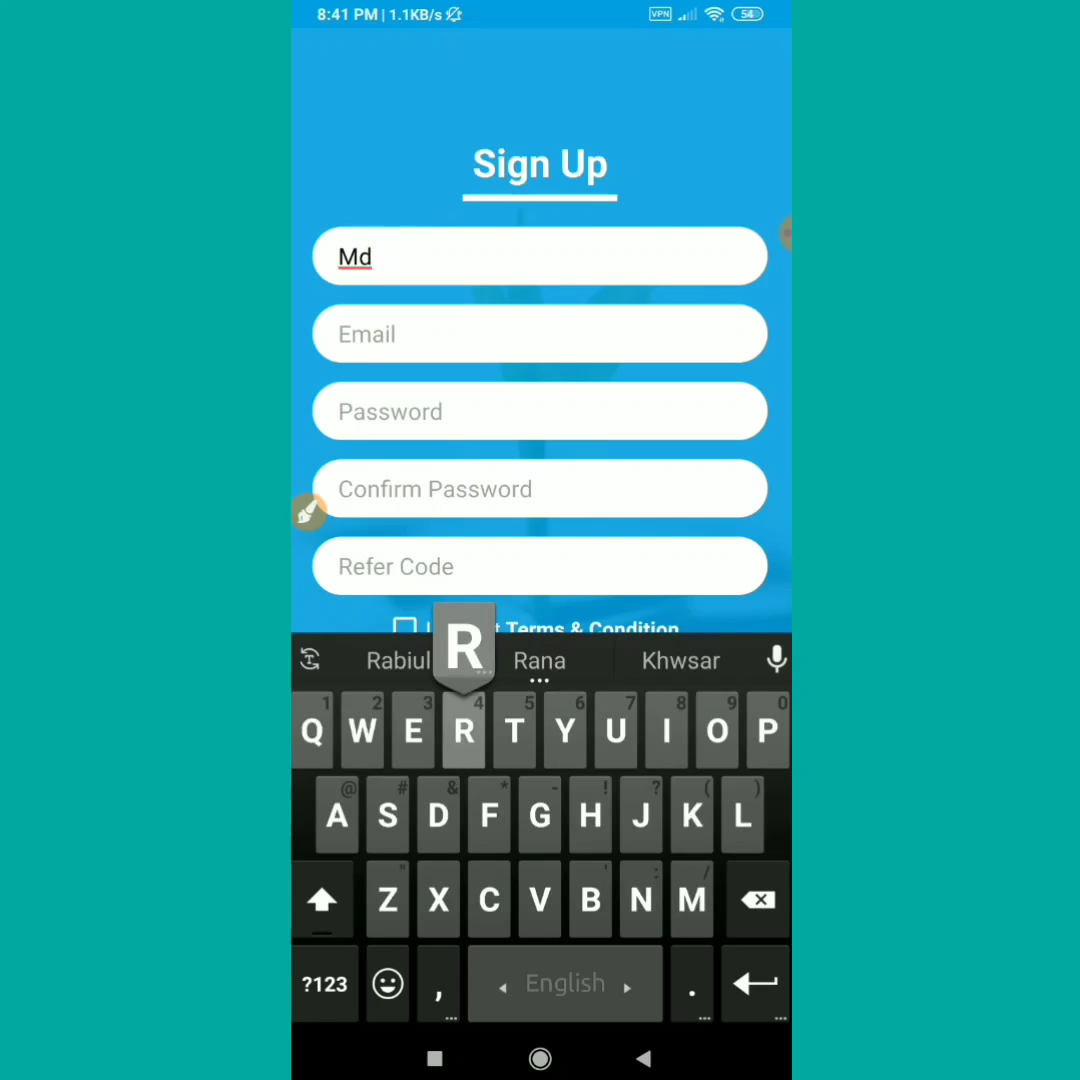 8:41 PM | 1.1KB/s VPN 54
Sign Up
Md
Email
Password
Confirm Password
Refer Code
Terms & Condition
Rabiul R Rana Khwsar
1 2 3 4 5 6 7 8 9 0
Q W E R T Y U I O P
@ # & * - ! ? ( )
A S D F G H J K L
" ' : /
Z X C V B N M
?123 , English .